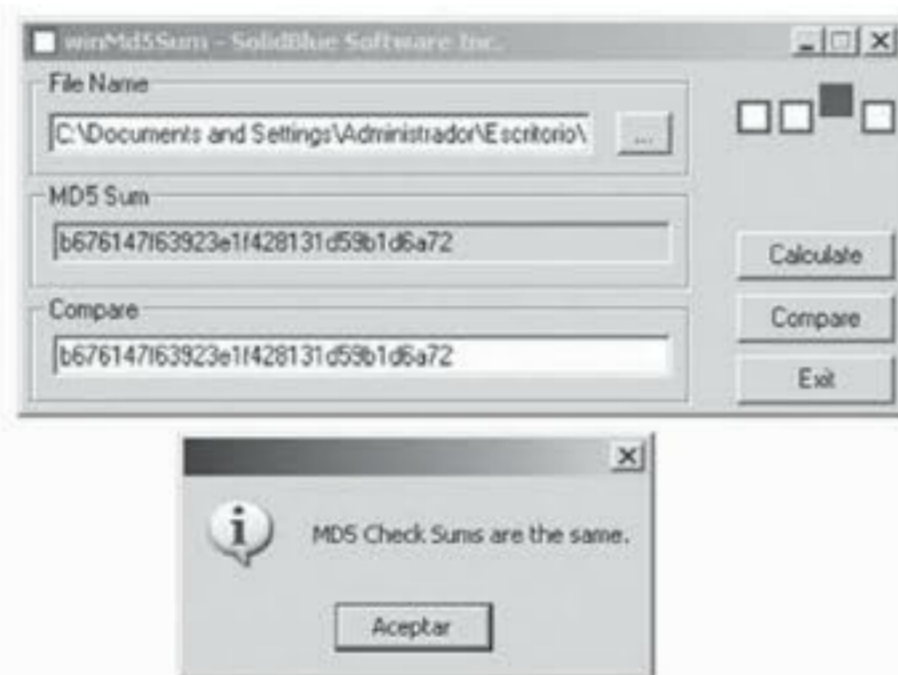 winMd5Sum - SolidBlue Software Inc.
File Name
C:\Documents and Settings\Administrador\Escritorio\
...
MD5 Sum
b676147f63923e1f428131d59b1d6a72
Calculate
Compare
b676147f63923e1f428131d59b1d6a72
Compare
Exit
MD5 Check Sums are the same.
Aceptar